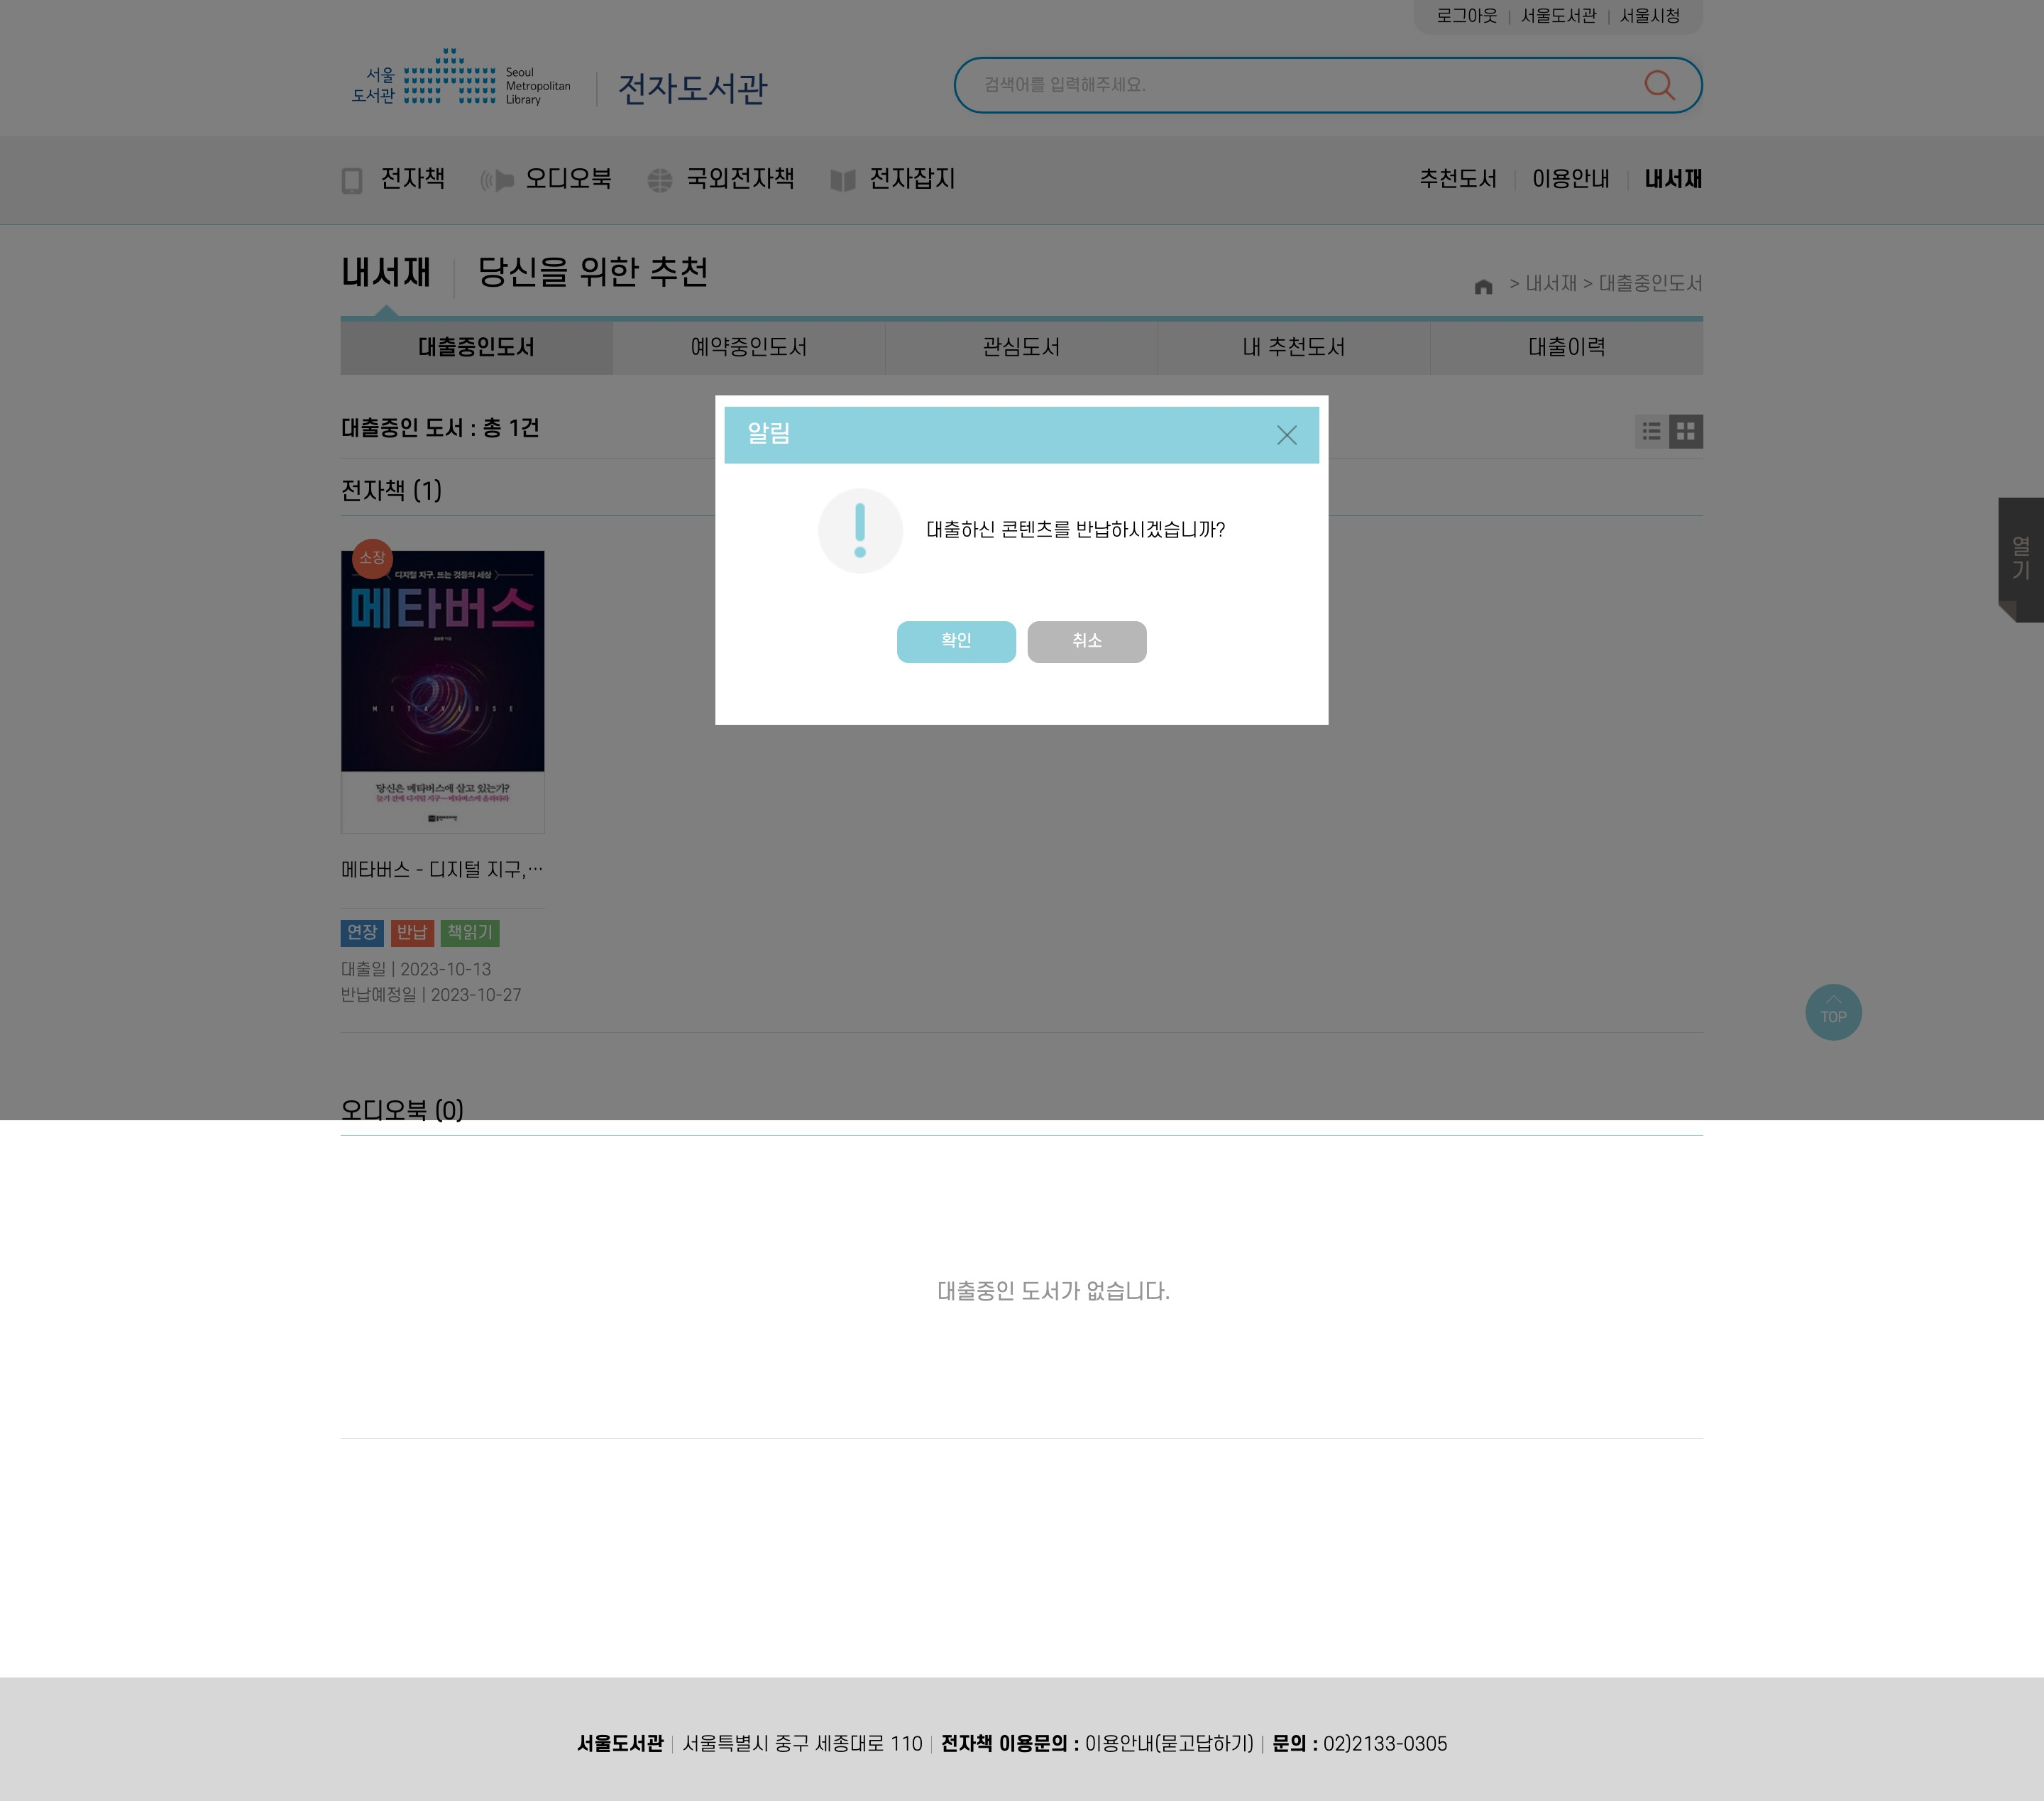 로그아웃 | 서울도서관 | 서울시청
서울
도서관
Seoul
Metropolitan
Library
전자도서관
검색어를 입력해주세요.
전자책 오디오북 국외전자책 전자잡지
추천도서 이용안내 내서재
내서재 당신을 위한 추천
> 내서재 > 대출중인도서
대출중인도서 예약중인도서 관심도서 내 추천도서 대출이력
대출중인 도서 : 총 1건
알림
전자책 (1)
대출하신 콘텐츠를 반납하시겠습니까?
확인 취소
열기
소장
디지털 지구, 뜨는 것들의 세상
메타버스
METAVERSE
당신은 메타버스에 살고 있는가?
메타버스 - 디지털 지구,…
연장 반납 책읽기
대출일 | 2023-10-13
반납예정일 | 2023-10-27
TOP
오디오북 (0)
대출중인 도서가 없습니다.
서울도서관 | 서울특별시 중구 세종대로 110 | 전자책 이용문의 : 이용안내(묻고답하기) | 문의 : 02)2133-0305